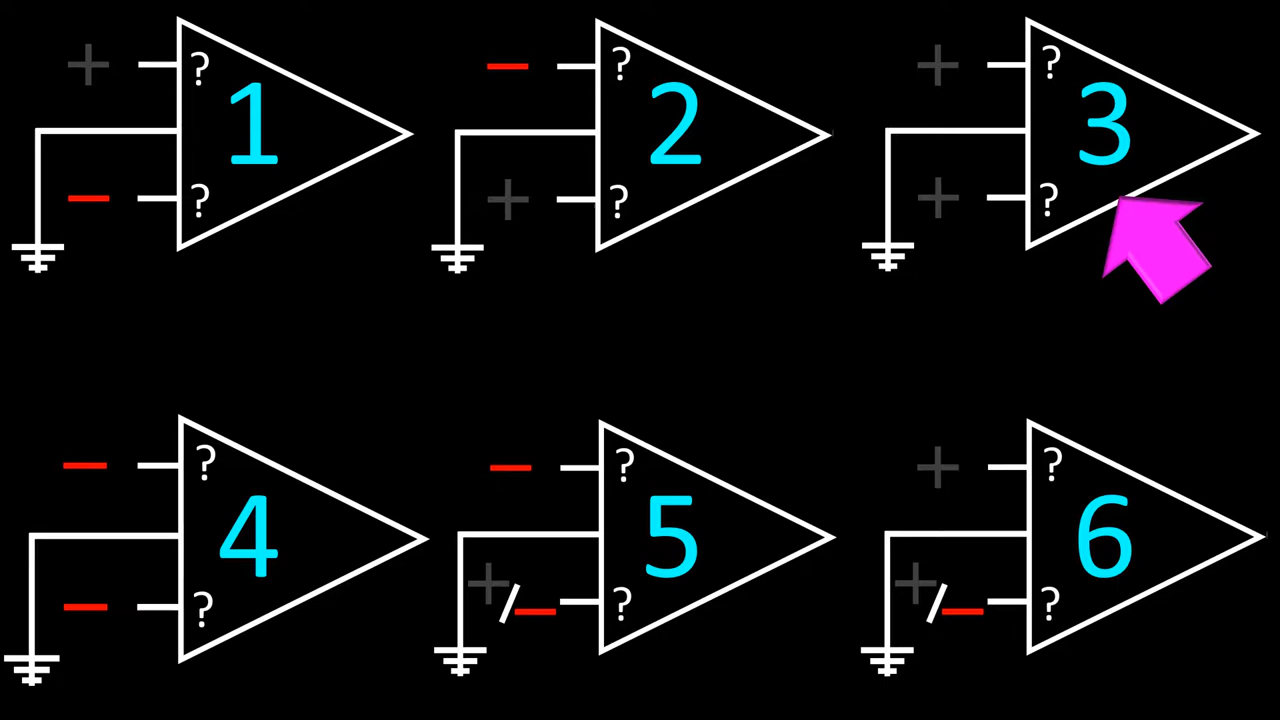 + ? 1 − ?
− ? 2 + ?
+ ? 3 + ?
− ? 4 − ?
− ? 5 +/− ?
+ ? 6 +/− ?